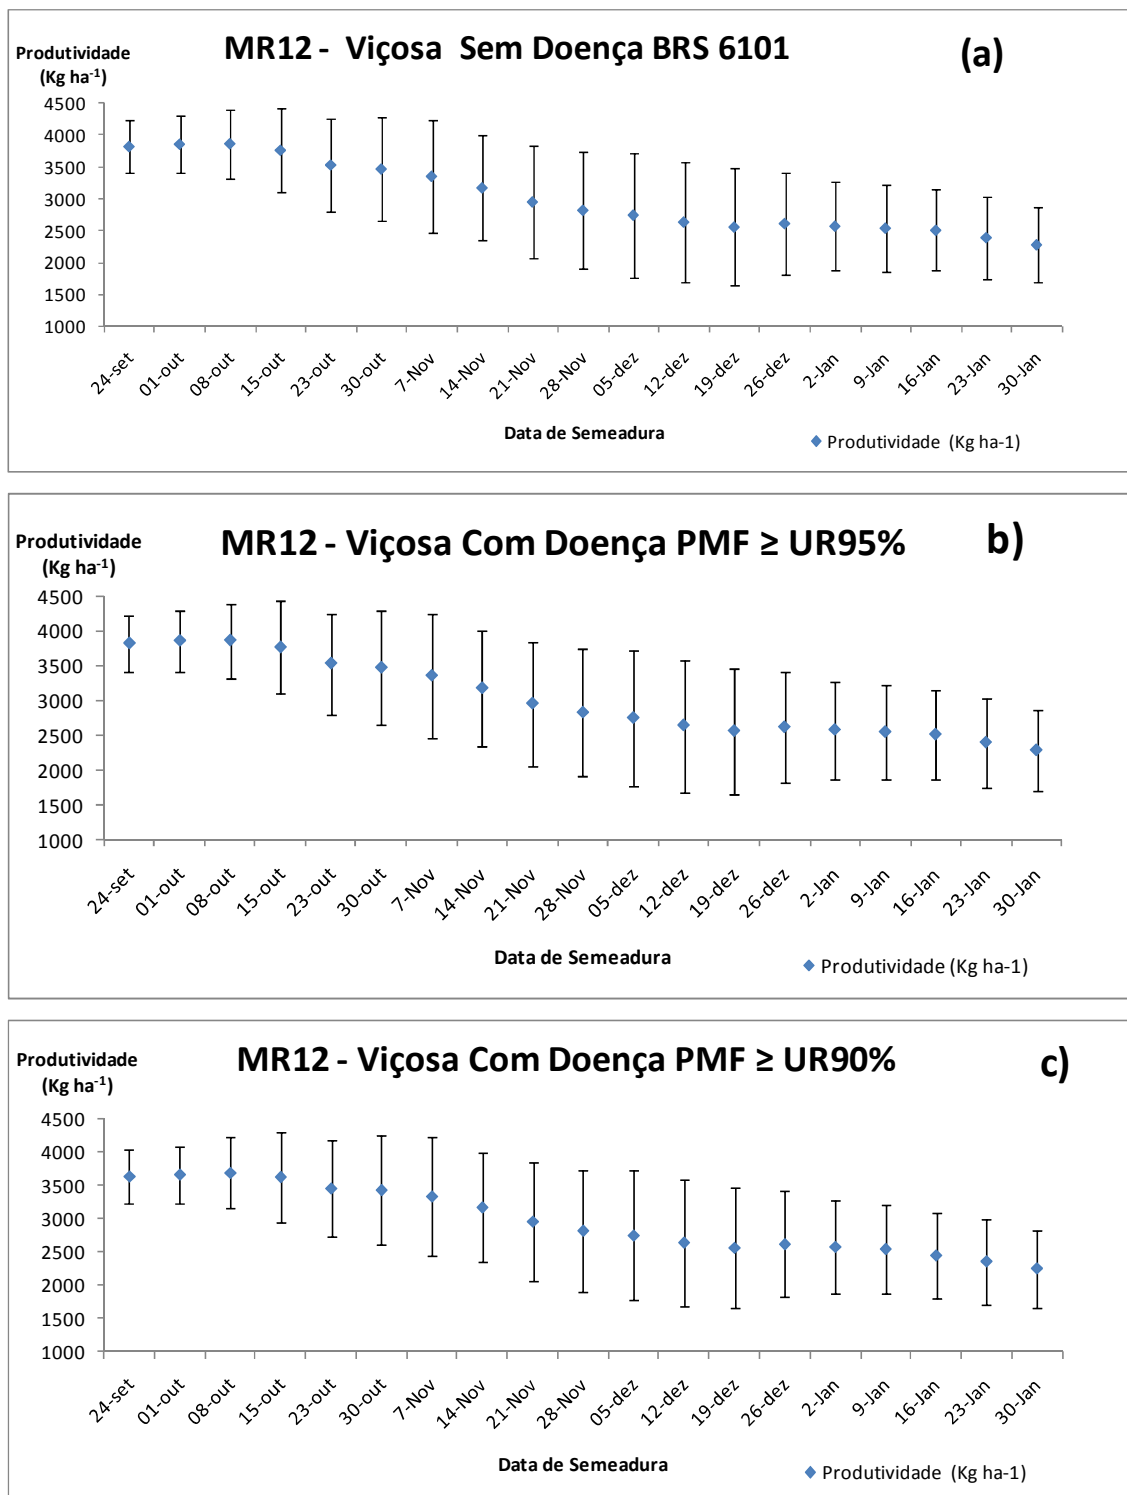 MR12 - Viçosa Sem Doença BRS 6101
(a)
Produtividade
(Kg ha-1)
4500
4000
3500
3000
2500
2000
1500
1000
24-set
01-out
08-out
15-out
23-out
30-out
7-Nov
14-Nov
21-Nov
28-Nov
05-dez
12-dez
19-dez
26-dez
2-Jan
9-Jan
16-Jan
23-Jan
30-Jan
Data de Semeadura
Produtividade (Kg ha-1)
MR12 - Viçosa Com Doença PMF ≥ UR95%
b)
Produtividade
(Kg ha-1)
4500
4000
3500
3000
2500
2000
1500
1000
24-set
01-out
08-out
15-out
23-out
30-out
7-Nov
14-Nov
21-Nov
28-Nov
05-dez
12-dez
19-dez
26-dez
2-Jan
9-Jan
16-Jan
23-Jan
30-Jan
Data de Semeadura
Produtividade (Kg ha-1)
MR12 - Viçosa Com Doença PMF ≥ UR90%
c)
Produtividade
(Kg ha-1)
4500
4000
3500
3000
2500
2000
1500
1000
24-set
01-out
08-out
15-out
23-out
30-out
7-Nov
14-Nov
21-Nov
28-Nov
05-dez
12-dez
19-dez
26-dez
2-Jan
9-Jan
16-Jan
23-Jan
30-Jan
Data de Semeadura
Produtividade (Kg ha-1)